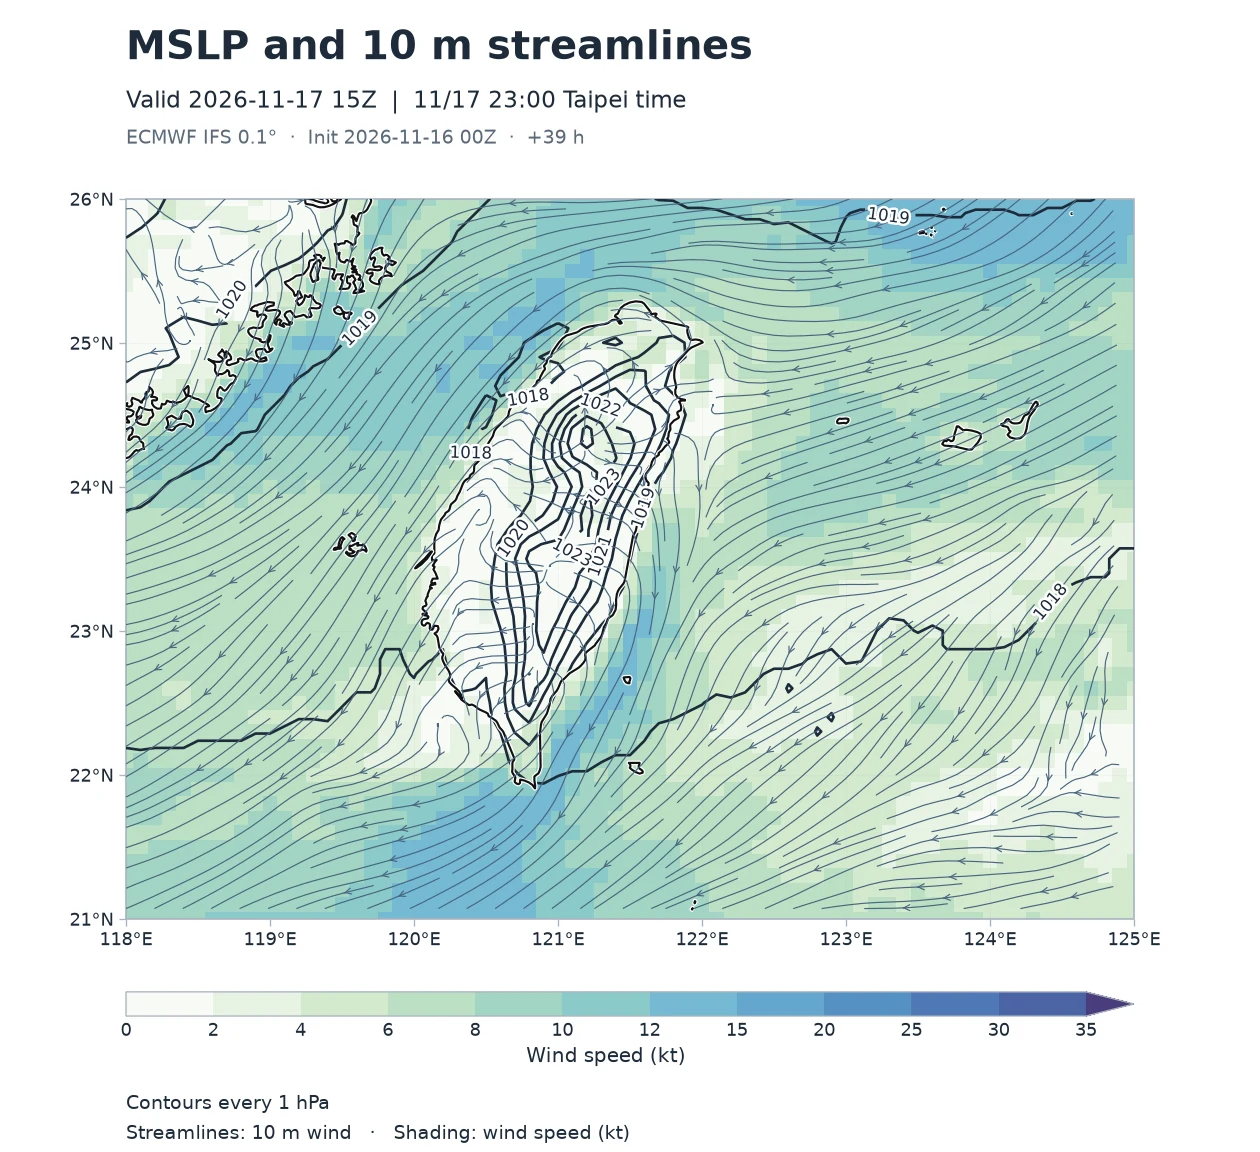 MSLP and 10 m streamlines
Valid 2026-11-17 15Z | 11/17 23:00 Taipei time
ECMWF IFS 0.1° · Init 2026-11-16 00Z · +39 h
26°N
1019
1020
1019
25°N
1018
1022
1018
24°N
1023
1019
1020
1023
1021
1018
23°N
22°N
21°N
118°E 119°E 120°E 121°E 122°E 123°E 124°E 125°E
0 2 4 6 8 10 12 15 20 25 30 35
Wind speed (kt)
Contours every 1 hPa
Streamlines: 10 m wind · Shading: wind speed (kt)